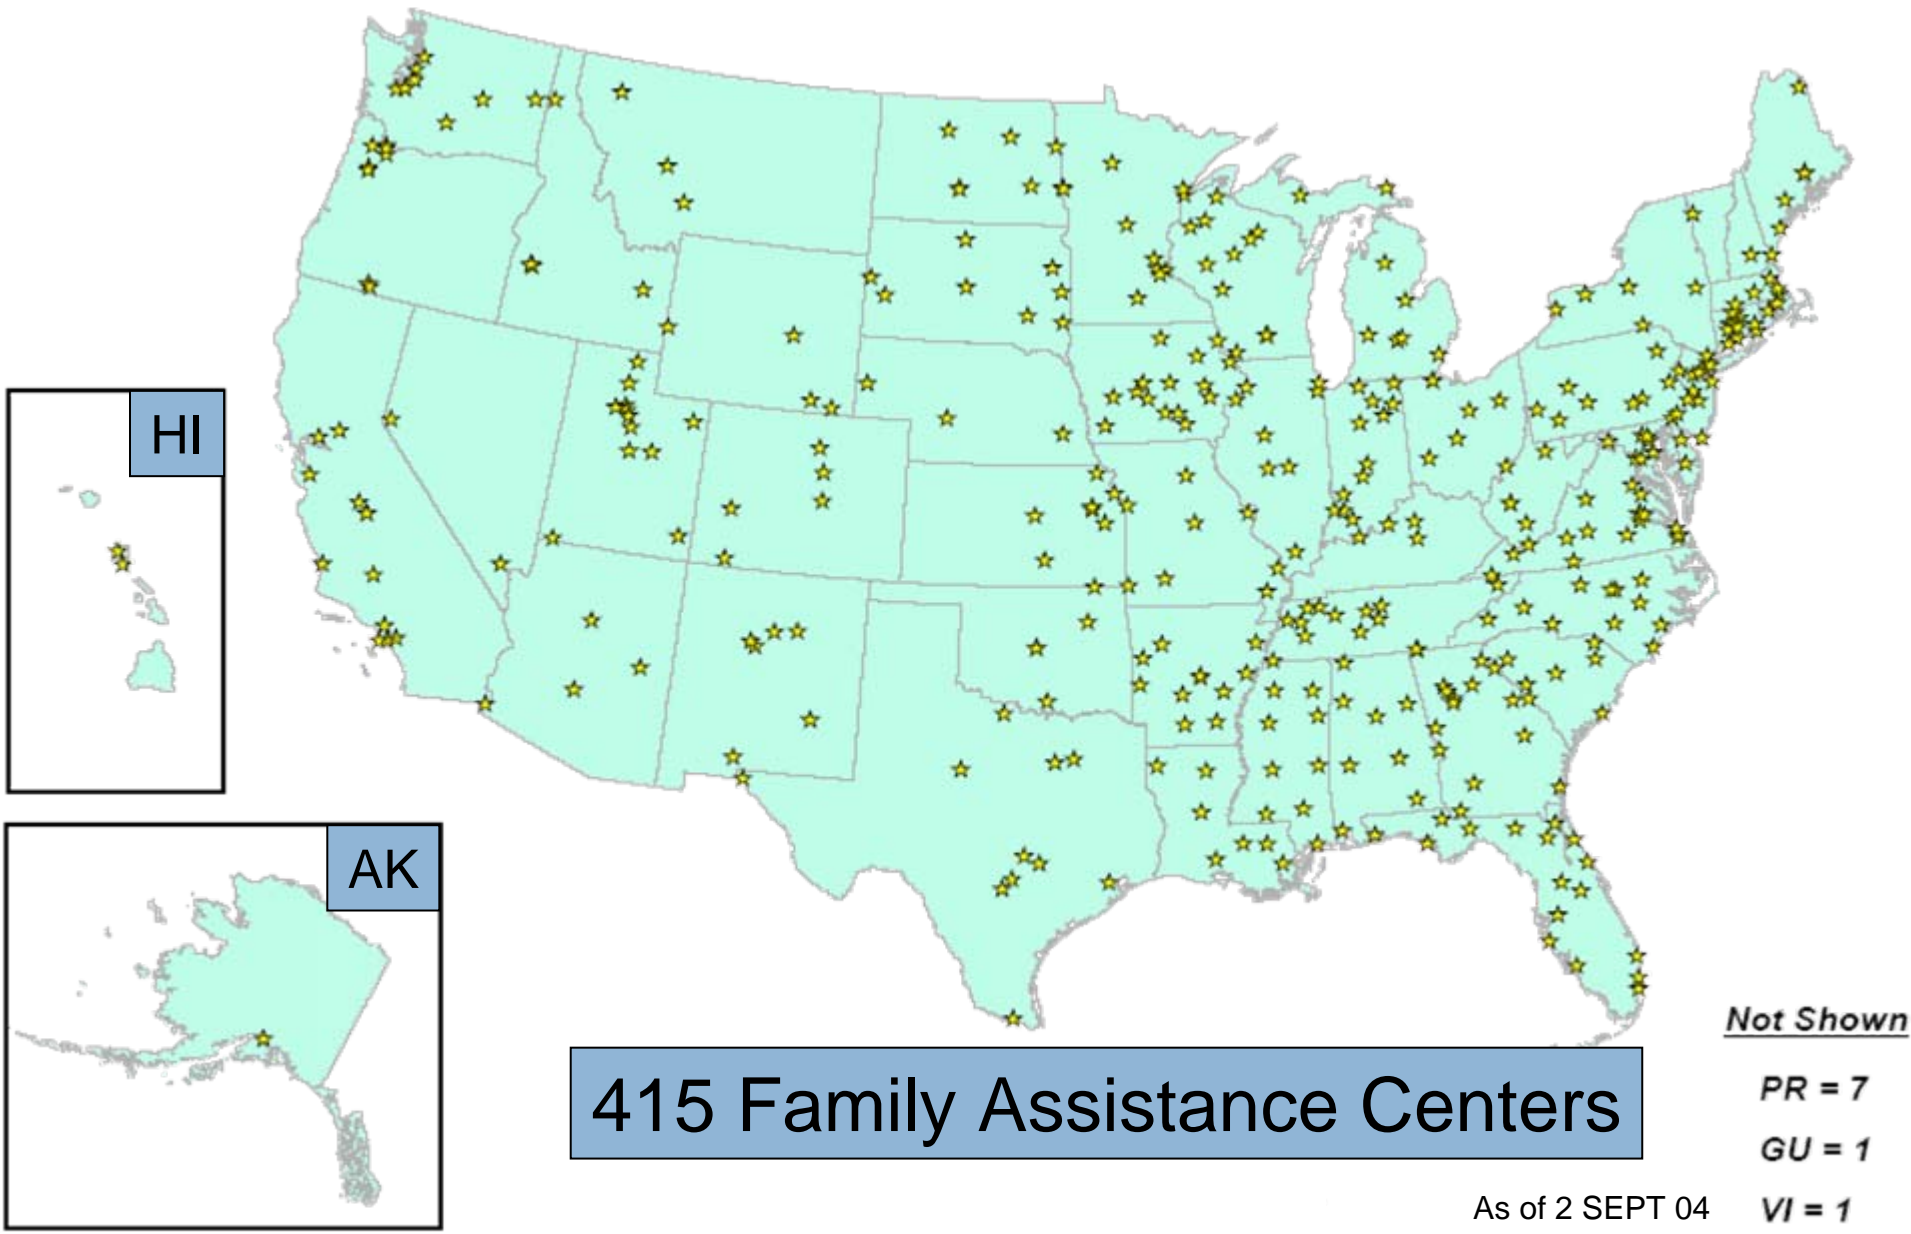 HI
AK
415 Family Assistance Centers
Not Shown
PR = 7
GU = 1
VI = 1
As of 2 SEPT 04